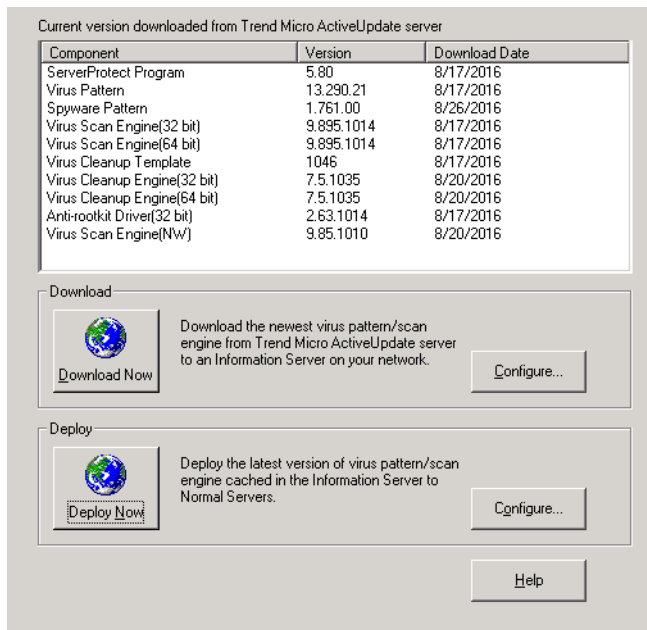 Current version downloaded from Trend Micro ActiveUpdate server
Component Version Download Date
ServerProtect Program 5.80 8/17/2016
Virus Pattern 13.290.21 8/17/2016
Spyware Pattern 1.761.00 8/26/2016
Virus Scan Engine(32 bit) 9.895.1014 8/17/2016
Virus Scan Engine(64 bit) 9.895.1014 8/17/2016
Virus Cleanup Template 1046 8/17/2016
Virus Cleanup Engine(32 bit) 7.5.1035 8/20/2016
Virus Cleanup Engine(64 bit) 7.5.1035 8/20/2016
Anti-rootkit Driver(32 bit) 2.63.1014 8/17/2016
Virus Scan Engine(NW) 9.85.1010 8/20/2016
Download
Download Now
Download the newest virus pattern/scan
engine from Trend Micro ActiveUpdate server
to an Information Server on your network.
Configure...
Deploy
Deploy Now
Deploy the latest version of virus pattern/scan
engine cached in the Information Server to
Normal Servers.
Configure...
Help